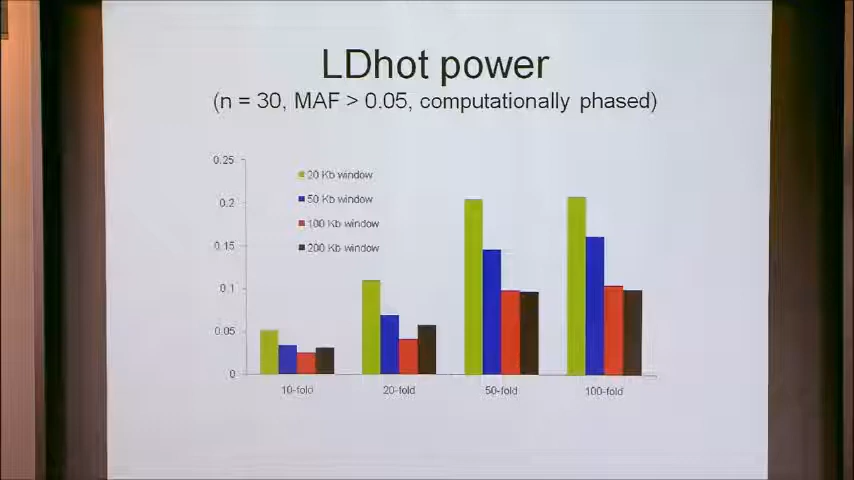 LDhot power
(n = 30, MAF > 0.05, computationally phased)
0.25
0.2
0.15
0.1
0.05
0
20 Kb window
50 Kb window
100 Kb window
200 Kb window
10-fold
20-fold
50-fold
100-fold